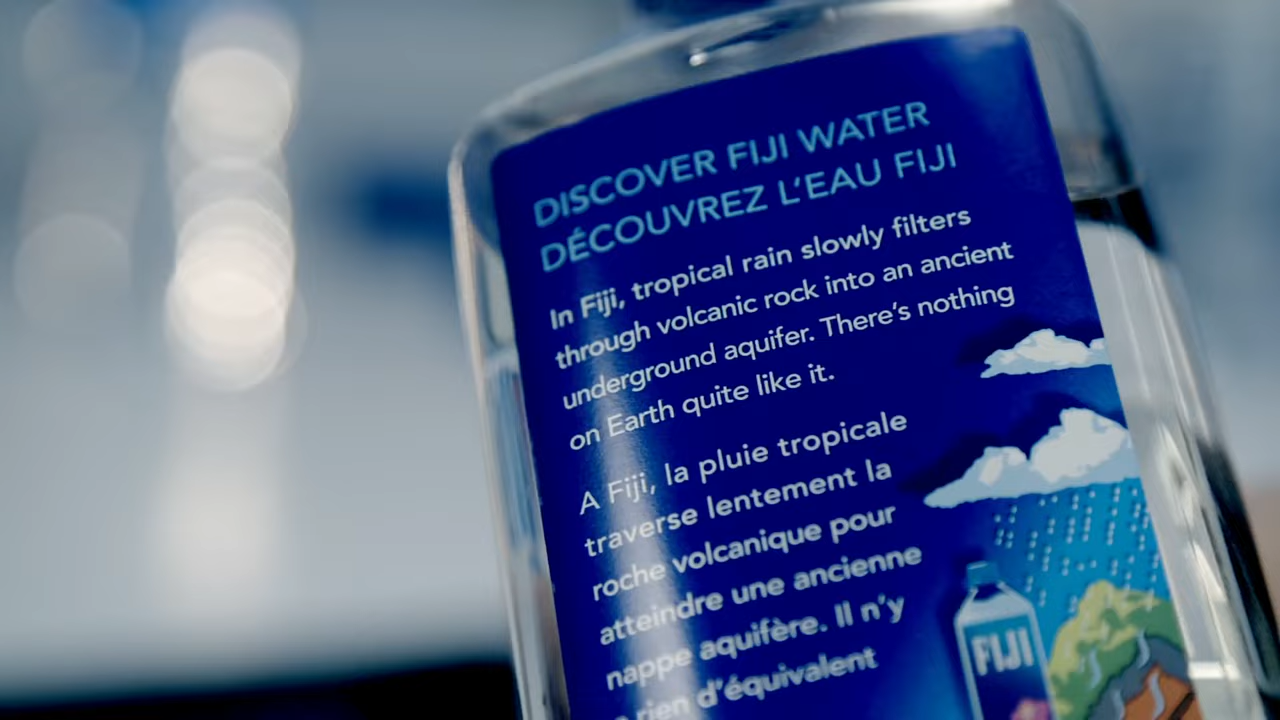 DISCOVER FIJI WATER
DÉCOUVREZ L'EAU FIJI
In Fiji, tropical rain slowly filters
through volcanic rock into an ancient
underground aquifer. There's nothing
on Earth quite like it.
A Fiji, la pluie tropicale
traverse lentement la
roche volcanique pour
atteindre une ancienne
nappe aquifère. Il n'y
a rien d'équivalent
FIJI